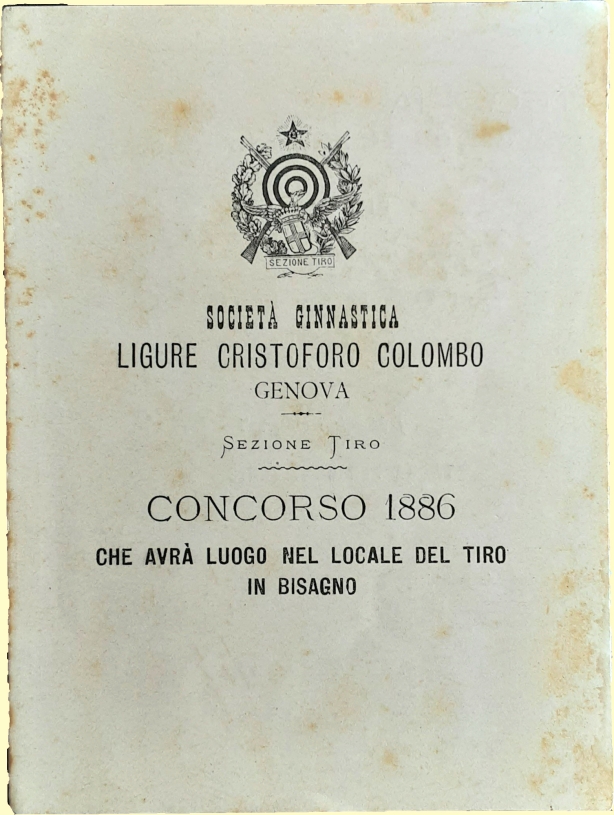 SEZIONE TIRO
SOCIETÀ GINNASTICA
LIGURE CRISTOFORO COLOMBO
GENOVA
SEZIONE TIRO
CONCORSO 1886
CHE AVRÀ LUOGO NEL LOCALE DEL TIRO
IN BISAGNO